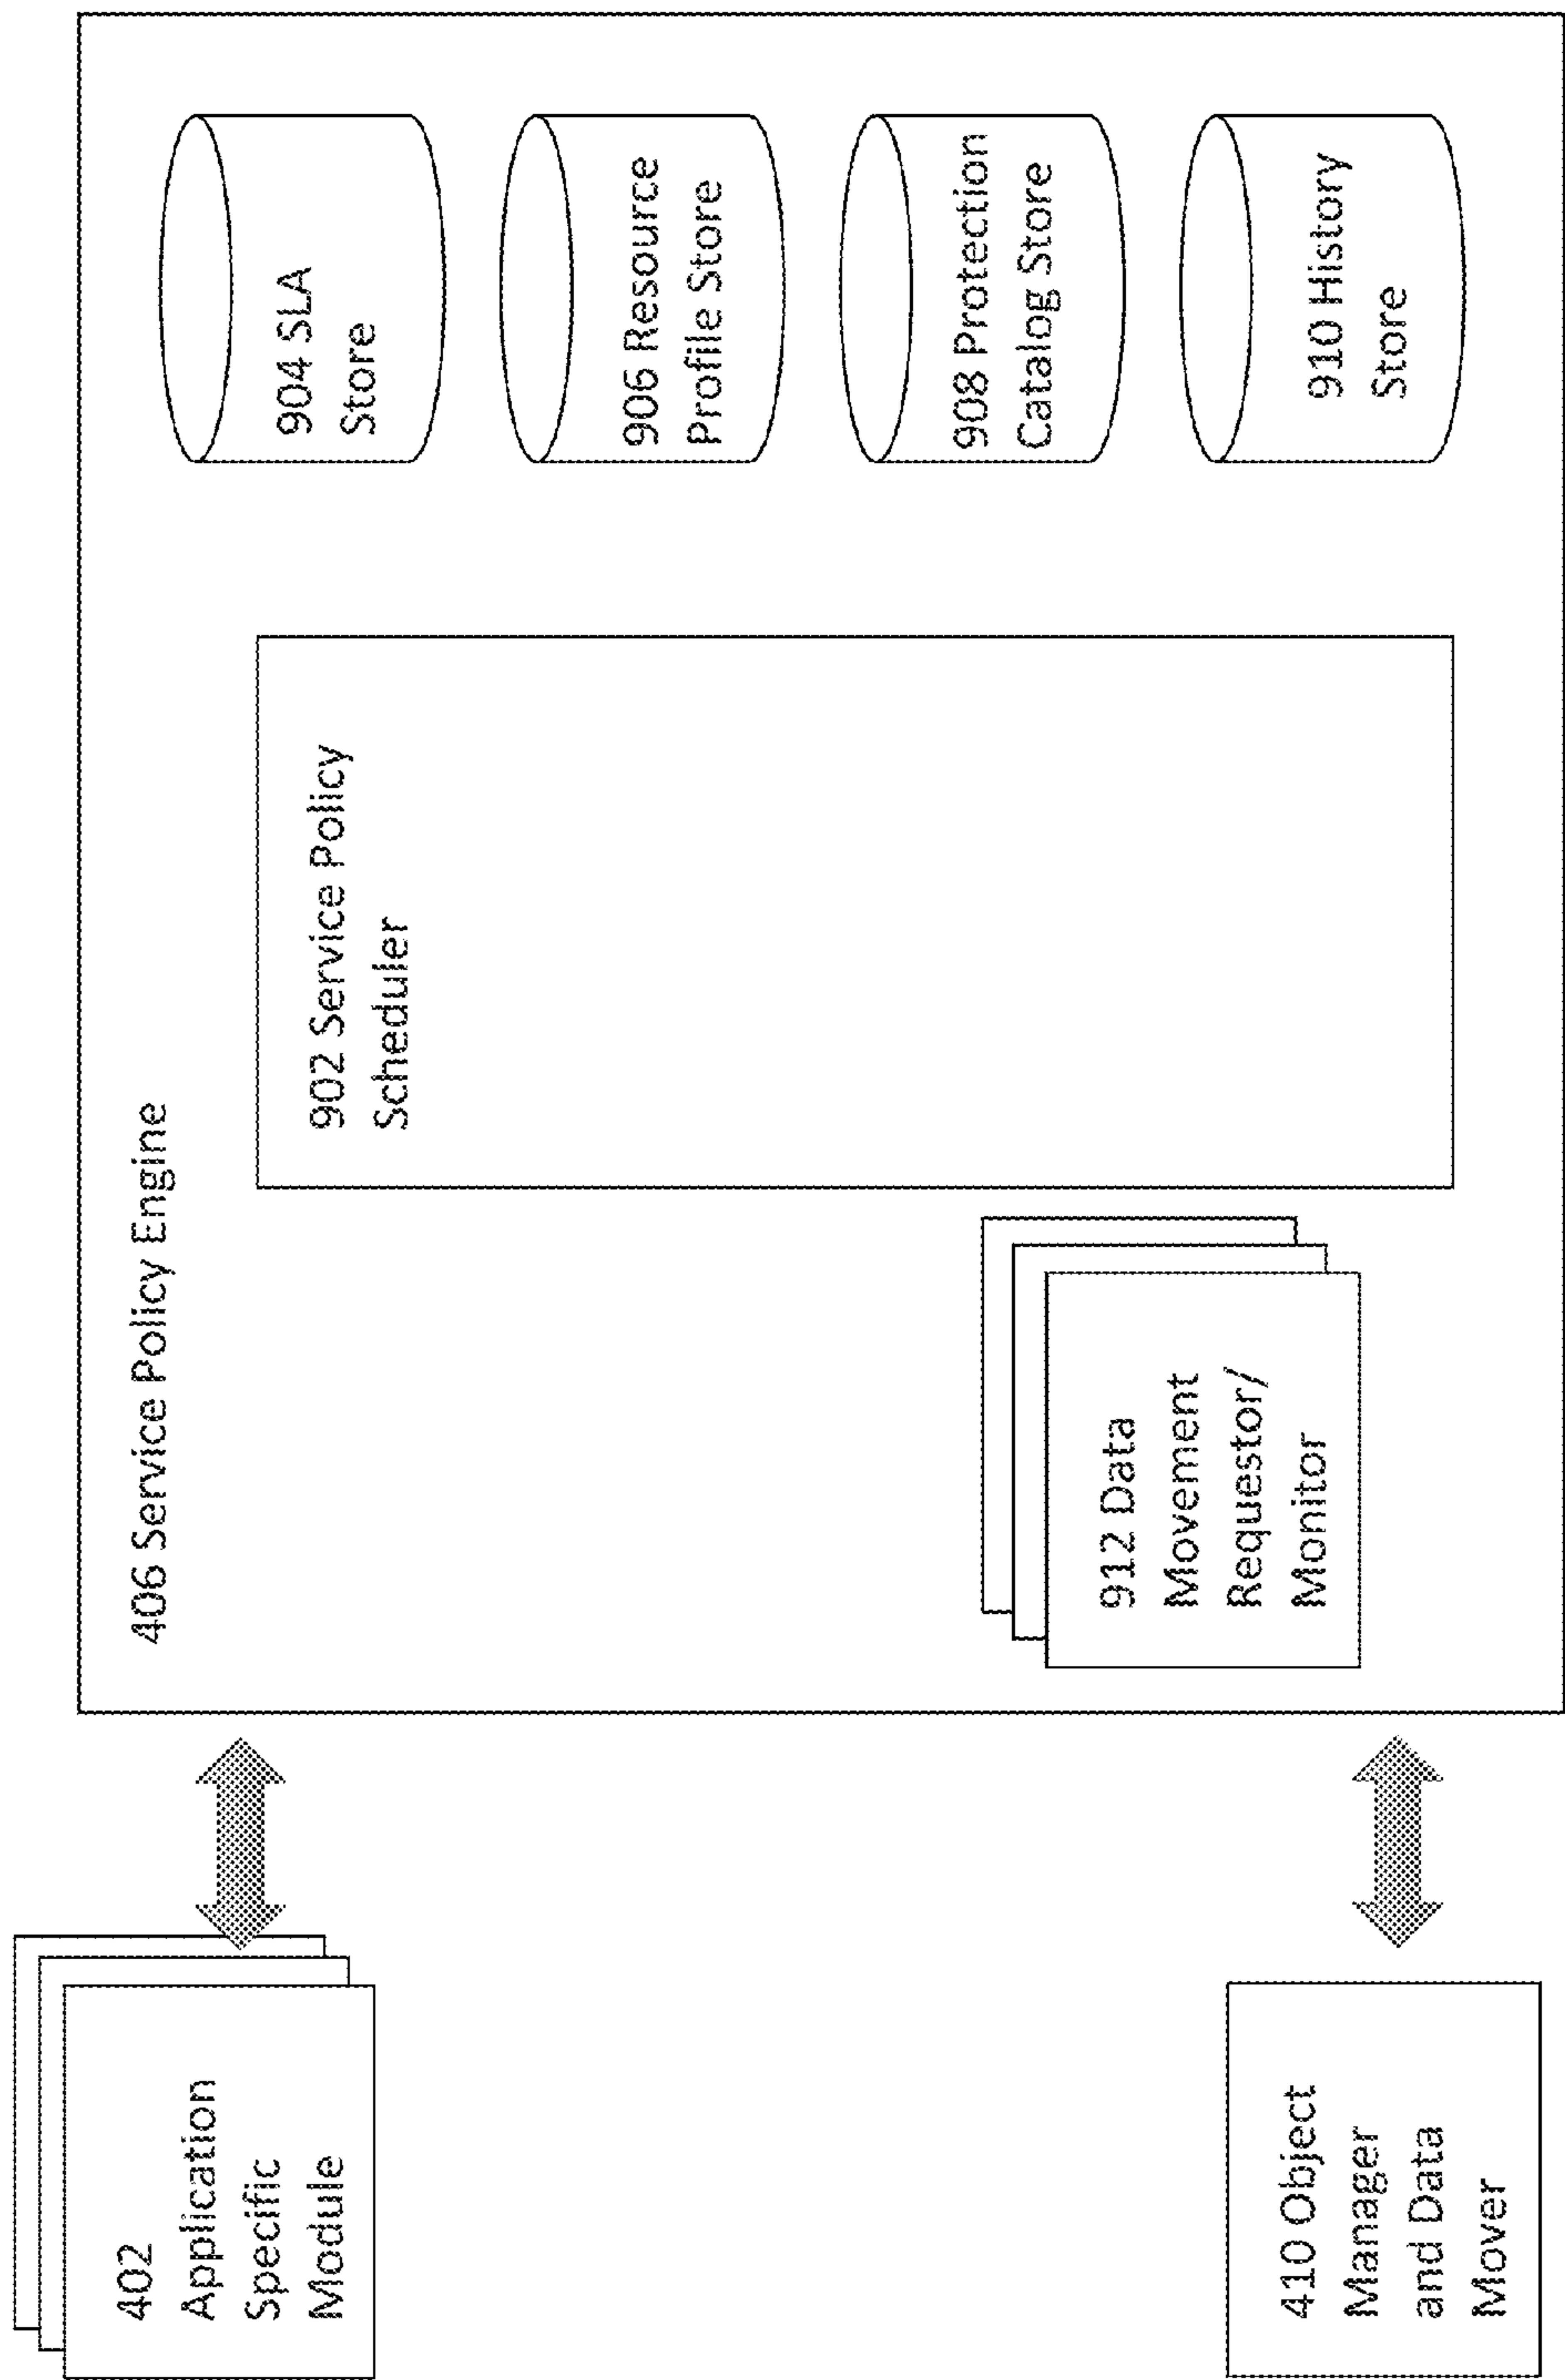 402
Application
Specific
Module
410 Object
Manager
and Data
Mover
406 Service Policy Engine
912 Data
Movement
Requestor/
Monitor
902 Service Policy
Scheduler
904 SLA
Store
906 Resource
Profile Store
908 Protection
Catalog Store
910 History
Store